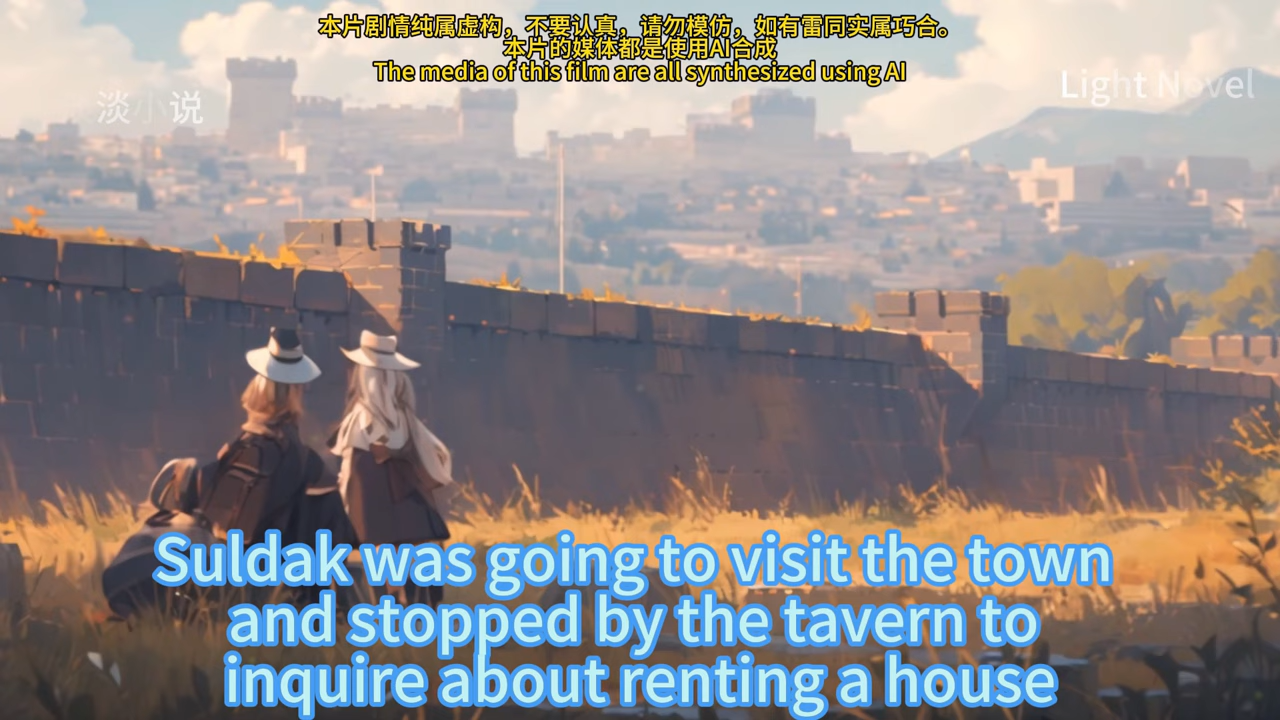 本片剧情纯属虚构，不要认真，请勿模仿，如有雷同实属巧合。
本片的媒体都是使用AI合成
The media of this film are all synthesized using AI
淡小说
Light Novel
Suldak was going to visit the town
and stopped by the tavern to
inquire about renting a house